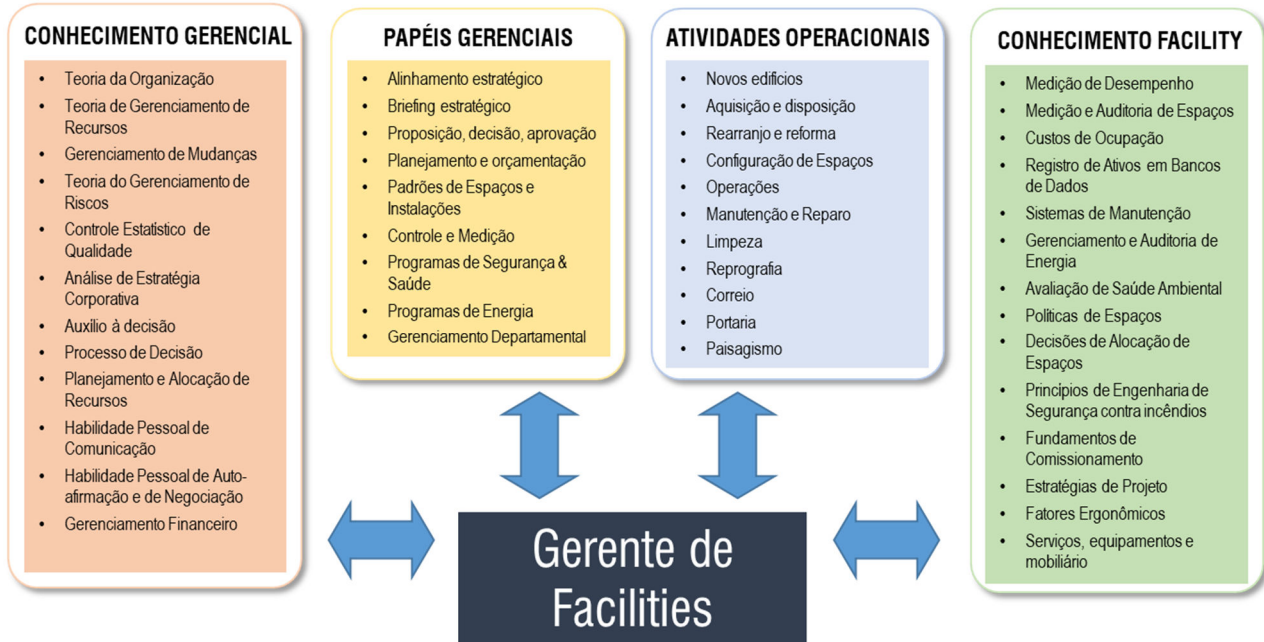 CONHECIMENTO GERENCIAL
• Teoria da Organização
• Teoria de Gerenciamento de
Recursos
• Gerenciamento de Mudanças
• Teoria do Gerenciamento de
Riscos
• Controle Estatístico de
Qualidade
• Análise de Estratégia
Corporativa
• Auxílio à decisão
• Processo de Decisão
• Planejamento e Alocação de
Recursos
• Habilidade Pessoal de
Comunicação
• Habilidade Pessoal de Auto-
afirmação e de Negociação
• Gerenciamento Financeiro
PAPÉIS GERENCIAIS
• Alinhamento estratégico
• Briefing estratégico
• Proposição, decisão, aprovação
• Planejamento e orçamentação
• Padrões de Espaços e
Instalações
• Controle e Medição
• Programas de Segurança &
Saúde
• Programas de Energia
• Gerenciamento Departamental
ATIVIDADES OPERACIONAIS
• Novos edifícios
• Aquisição e disposição
• Rearranjo e reforma
• Configuração de Espaços
• Operações
• Manutenção e Reparo
• Limpeza
• Reprografia
• Correio
• Portaria
• Paisagismo
CONHECIMENTO FACILITY
• Medição de Desempenho
• Medição e Auditoria de Espaços
• Custos de Ocupação
• Registro de Ativos em Bancos
de Dados
• Sistemas de Manutenção
• Gerenciamento e Auditoria de
Energia
• Avaliação de Saúde Ambiental
• Políticas de Espaços
• Decisões de Alocação de
Espaços
• Princípios de Engenharia de
Segurança contra incêndios
• Fundamentos de
Comissionamento
• Estratégias de Projeto
• Fatores Ergonômicos
• Serviços, equipamentos e
mobiliário
Gerente de
Facilities